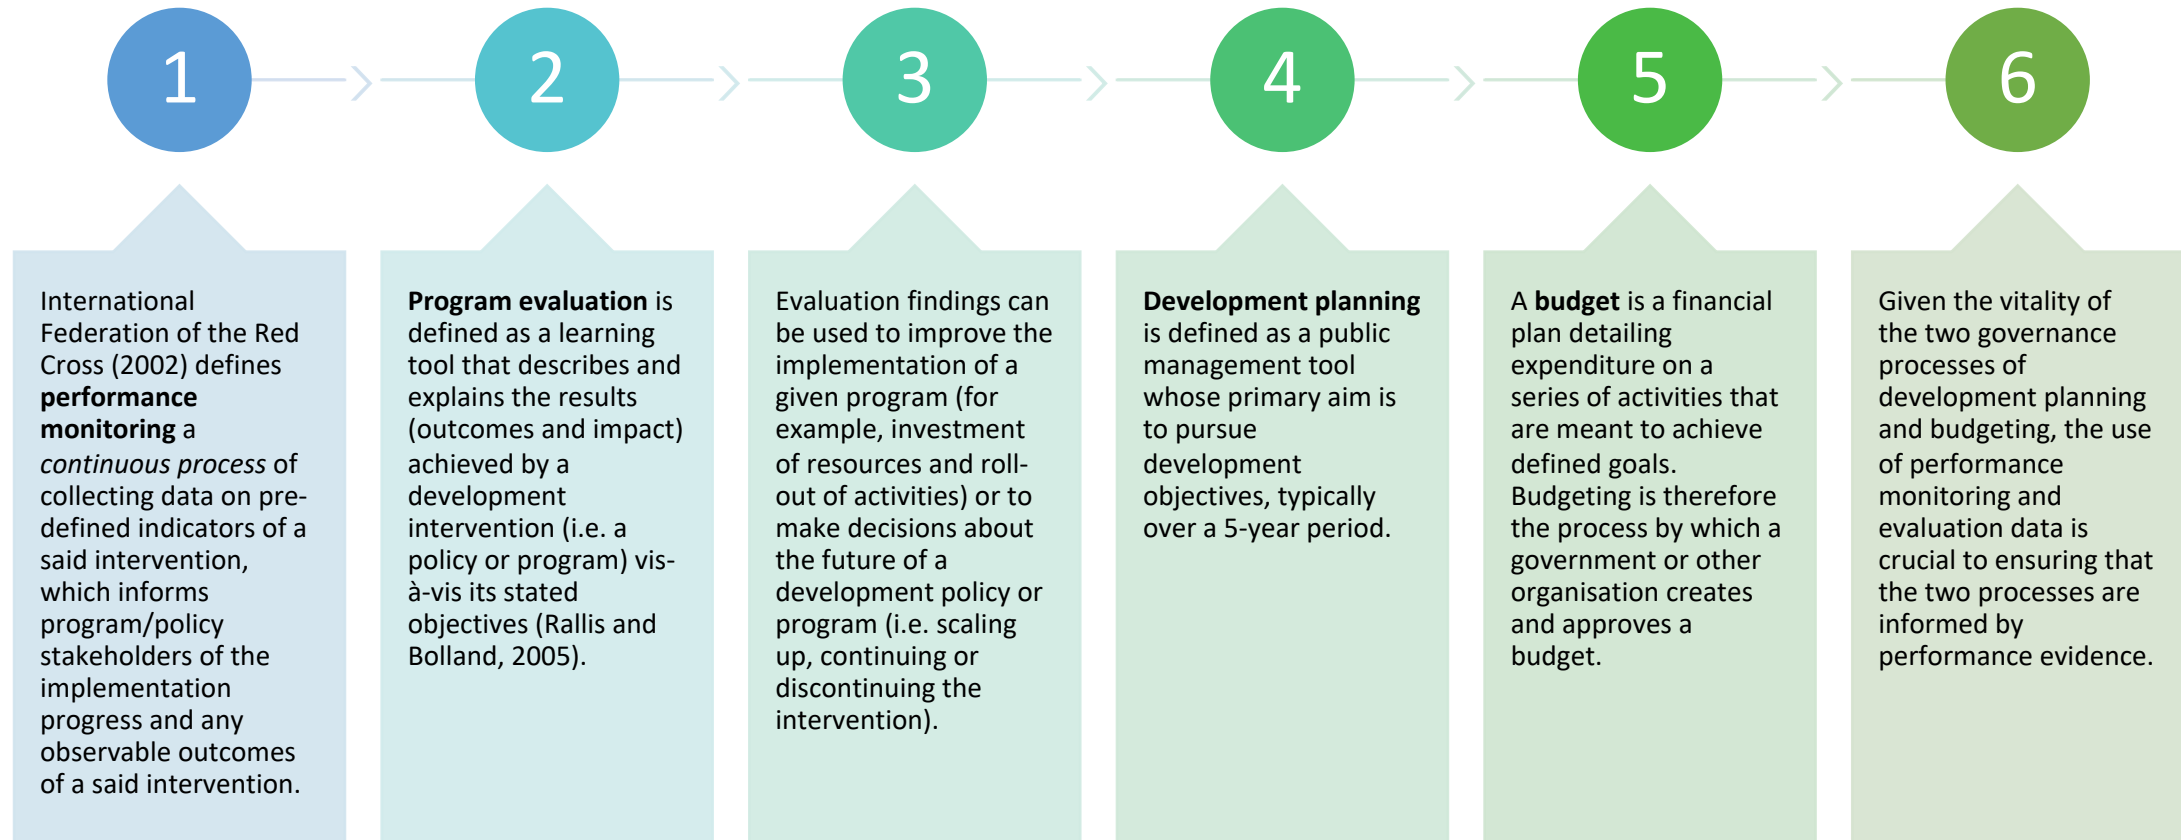 1
2
3
4
5
6
International
Federation of the Red
Cross (2002) defines
performance
monitoring a
continuous process of
collecting data on pre-
defined indicators of a
said intervention,
which informs
program/policy
stakeholders of the
implementation
progress and any
observable outcomes
of a said intervention.
Program evaluation is
defined as a learning
tool that describes and
explains the results
(outcomes and impact)
achieved by a
development
intervention (i.e. a
policy or program) vis-
à-vis its stated
objectives (Rallis and
Bolland, 2005).
Evaluation findings can
be used to improve the
implementation of a
given program (for
example, investment
of resources and roll-
out of activities) or to
make decisions about
the future of a
development policy or
program (i.e. scaling
up, continuing or
discontinuing the
intervention).
Development planning
is defined as a public
management tool
whose primary aim is
to pursue
development
objectives, typically
over a 5-year period.
A budget is a financial
plan detailing
expenditure on a
series of activities that
are meant to achieve
defined goals.
Budgeting is therefore
the process by which a
government or other
organisation creates
and approves a
budget.
Given the vitality of
the two governance
processes of
development planning
and budgeting, the use
of performance
monitoring and
evaluation data is
crucial to ensuring that
the two processes are
informed by
performance evidence.